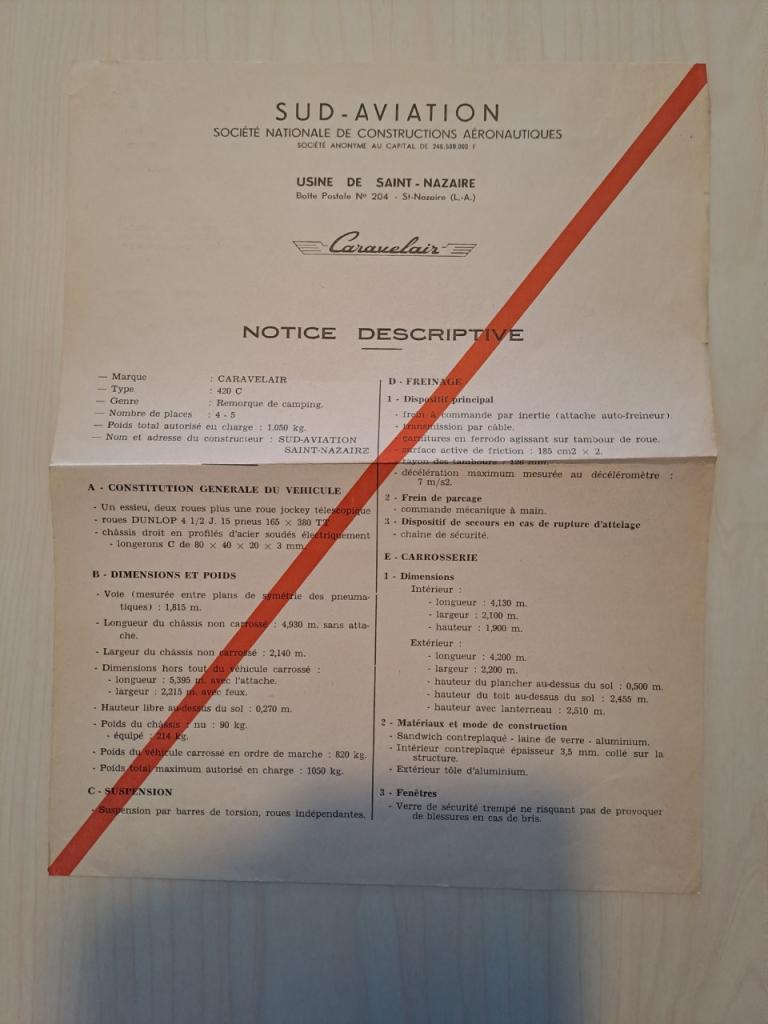 SUD-AVIATION
SOCIÉTÉ NATIONALE DE CONSTRUCTIONS AÉRONAUTIQUES
SOCIÉTÉ ANONYME AU CAPITAL DE F
USINE DE SAINT-NAZAIRE
Boîte Postale Nº 204 - St-Nazaire (L.-A.)
Caravelair
NOTICE DESCRIPTIVE
— Marque : CARAVELAIR
— Type : 420 C
— Genre : Remorque de camping.
— Nombre de places : 4 - 5
— Poids total autorisé en charge : 1.050 kg.
— Nom et adresse du constructeur : SUD-AVIATION
SAINT-NAZAIRE
A - CONSTITUTION GENERALE DU VEHICULE
- Un essieu, deux roues plus une roue jockey télescopique
- roues DUNLOP 4 1/2 J. 15 pneus 165 × 380 TT
- châssis droit en profilés d'acier soudés électriquement
- longerons C de 80 × 40 × 20 × 3 mm.
B - DIMENSIONS ET POIDS
- Voie (mesurée entre plans de symétrie des pneuma-
tiques) : 1,815 m.
- Longueur du châssis non carrossé : 4,930 m. sans atta-
che.
- Largeur du châssis non carrossé : 2,140 m.
- Dimensions hors tout du véhicule carrossé :
- longueur : 5,395 m. avec l'attache.
- largeur : 2,215 m. avec feux.
- Hauteur libre au-dessus du sol : 0,270 m.
- Poids du châssis : nu : 90 kg.
- équipé : 214 kg.
- Poids du véhicule carrossé en ordre de marche : 820 kg.
- Poids total maximum autorisé en charge : 1050 kg.
C - SUSPENSION
- Suspension par barres de torsion, roues indépendantes.
D - FREINAGE
1 - Dispositif principal
- frein à commande par inertie (attache auto-freineur).
- transmission par câble.
- garnitures en ferrodo agissant sur tambour de roue.
- surface active de friction : 185 cm2 × 2.
- rayon des tambours : 126 mm.
- décélération maximum mesurée au décéléromètre :
7 m/s2.
2 - Frein de parcage
- commande mécanique à main.
3 - Dispositif de secours en cas de rupture d'attelage
- chaîne de sécurité.
E - CARROSSERIE
1 - Dimensions
Intérieur :
- longueur : 4,130 m.
- largeur : 2,100 m.
- hauteur : 1,900 m.
Extérieur :
- longueur : 4,200 m.
- largeur : 2,200 m.
- hauteur du plancher au-dessus du sol : 0,500 m.
- hauteur du toit au-dessus du sol : 2,455 m.
- hauteur avec lanterneau : 2,510 m.
2 - Matériaux et mode de construction
- Sandwich contreplaqué - laine de verre - aluminium.
- Intérieur contreplaqué épaisseur 3,5 mm. collé sur la
structure.
- Extérieur tôle d'aluminium.
3 - Fenêtres
- Verre de sécurité trempé ne risquant pas de provoquer
de blessures en cas de bris.